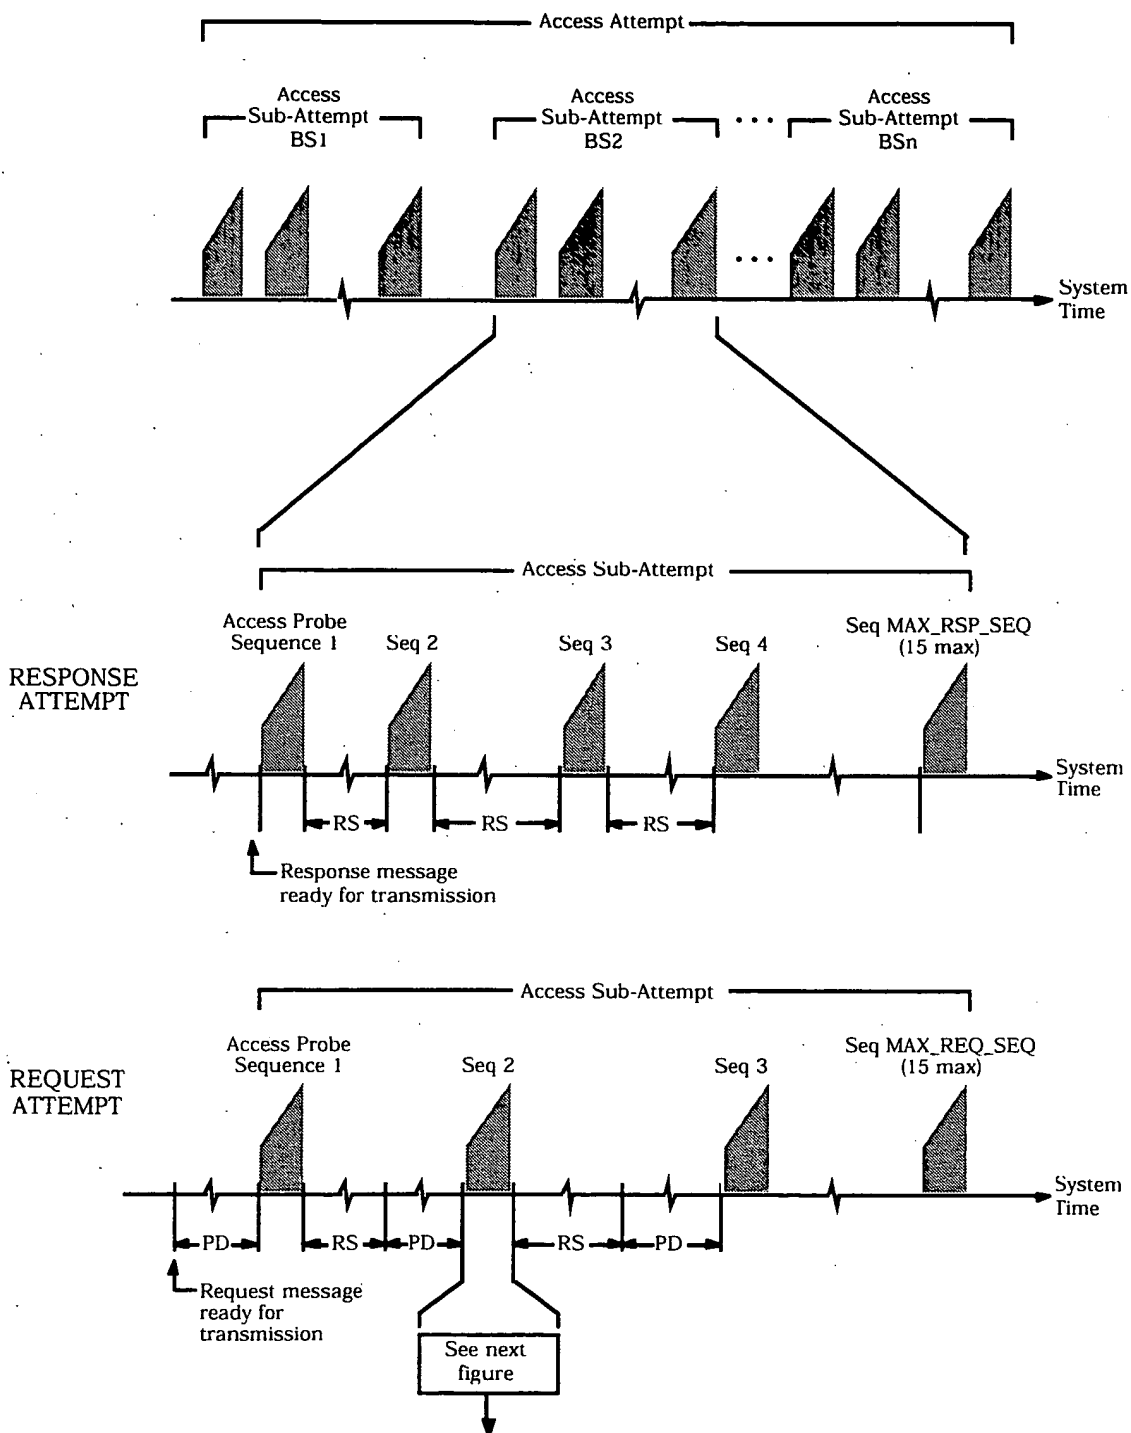 Access Attempt
Access
Sub-Attempt
BS1
Access
Sub-Attempt
BS2
Access
Sub-Attempt
BSn
System
Time
Access Sub-Attempt
RESPONSE
ATTEMPT
Access Probe
Sequence 1
Seq 2
Seq 3
Seq 4
Seq MAX_RSP_SEQ
(15 max)
System
Time
RS
RS
RS
Response message
ready for transmission
Access Sub-Attempt
REQUEST
ATTEMPT
Access Probe
Sequence 1
Seq 2
Seq 3
Seq MAX_REQ_SEQ
(15 max)
System
Time
PD
RS
PD
RS
PD
Request message
ready for
transmission
See next
figure